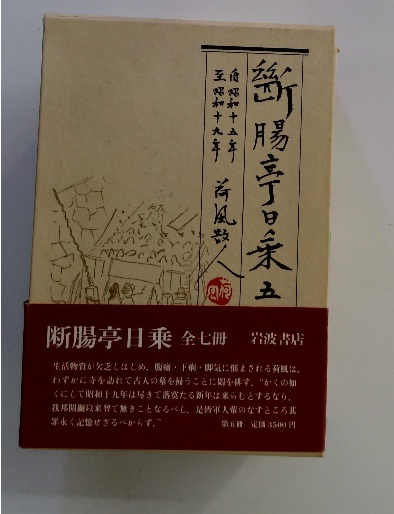 斷腸亭日乗 五
自昭和十五年
至昭和十九年
荷風散人
断腸亭日乗 全七冊 岩波書店
生活物資が欠乏しはじめ、腹痛・下痢・脚気に悩まされる荷風は、
わずかに寺を訪れて古人の墓を掃うことに閑を排す。“かくの如
くにして昭和十九年は尽きて落寞たる新年は来らむとするなり。
我邦開闢以来曽て無きことなるべし。是皆軍人輩のなすところ其
罪永く記憶せざるべからず。”
第五冊 定価3500円